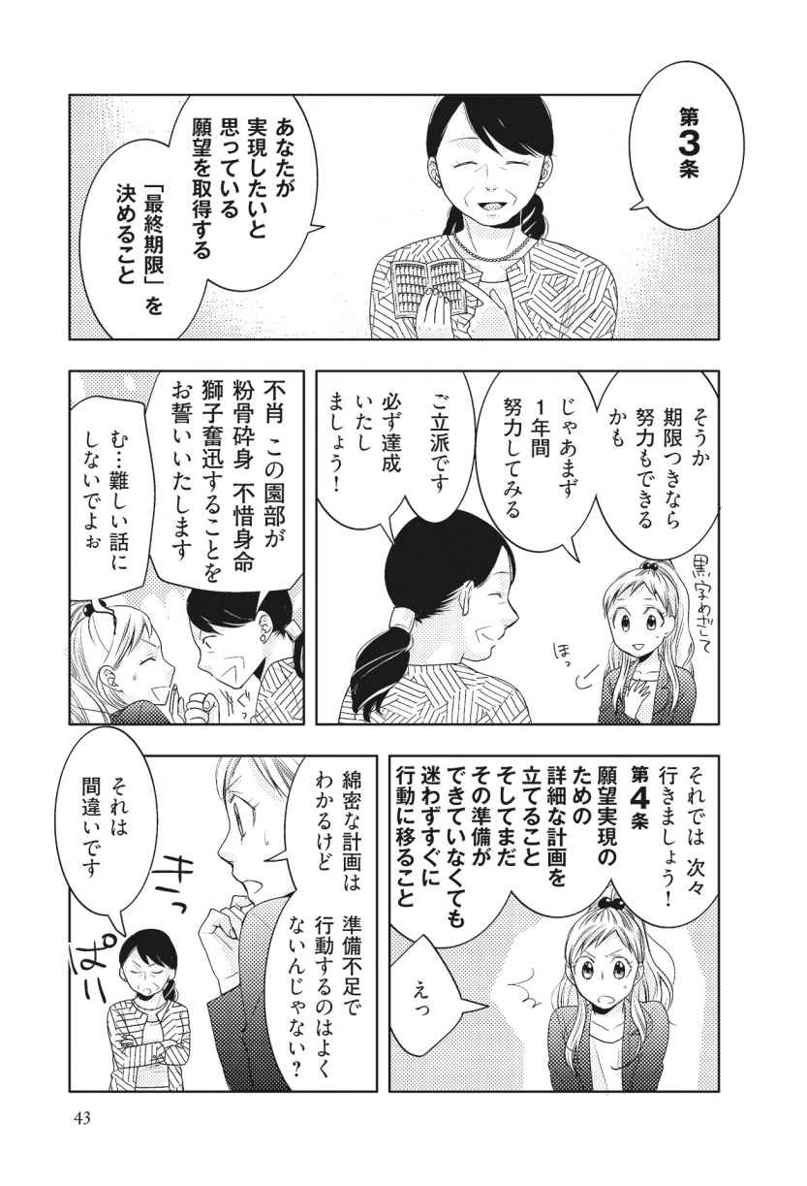 第3条
あなたが
実現したいと
思っている
願望を取得する
「最終期限」を
決めること
そうか
期限つきなら
努力もできる
かも
じゃあまず
1年間
努力してみる
黒字めざして
ほっ
ご立派です
必ず達成
いたし
ましょう!
不肖 この園部が
粉骨砕身 不惜身命
獅子奮迅することを
お誓いいたします
む…難しい話に
しないでよぉ
それでは 次々
行きましょう!
第4条
願望実現の
ための
詳細な計画を
立てること
そしてまだ
その準備が
できていなくても
迷わずすぐに
行動に移ること
えっ
綿密な計画は
わかるけど
準備不足で
行動するのはよく
ないんじゃない?
それは
間違いです
きっ
ぱり
43